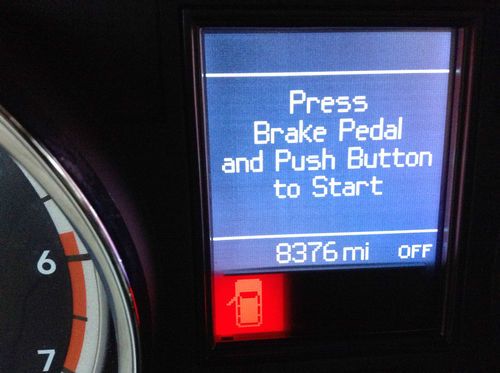 Press
Brake Pedal
and Push Button
to Start
8376 mi OFF
6
7